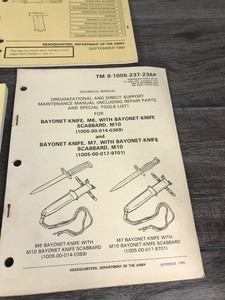 HEADQUARTERS, DEPARTMENT OF THE ARMY
SEPTEMBER 1980
TM 9-1005-237-23&P
TECHNICAL MANUAL
ORGANIZATIONAL AND DIRECT SUPPORT
MAINTENANCE MANUAL (INCLUDING REPAIR PARTS
AND SPECIAL TOOLS LIST)
FOR
BAYONET-KNIFE, M6, WITH BAYONET-KNIFE
SCABBARD, M10
(1005-00-014-0369)
and
BAYONET-KNIFE, M7, WITH BAYONET-KNIFE
SCABBARD, M10
(1005-00-017-9701)
M6 BAYONET-KNIFE WITH
M10 BAYONET-KNIFE SCABBARD
(1005-00-014-0369)
M7 BAYONET-KNIFE WITH
M10 BAYONET-KNIFE SCABBARD
(1005-00-017-9701)
HEADQUARTERS, DEPARTMENT OF THE ARMY